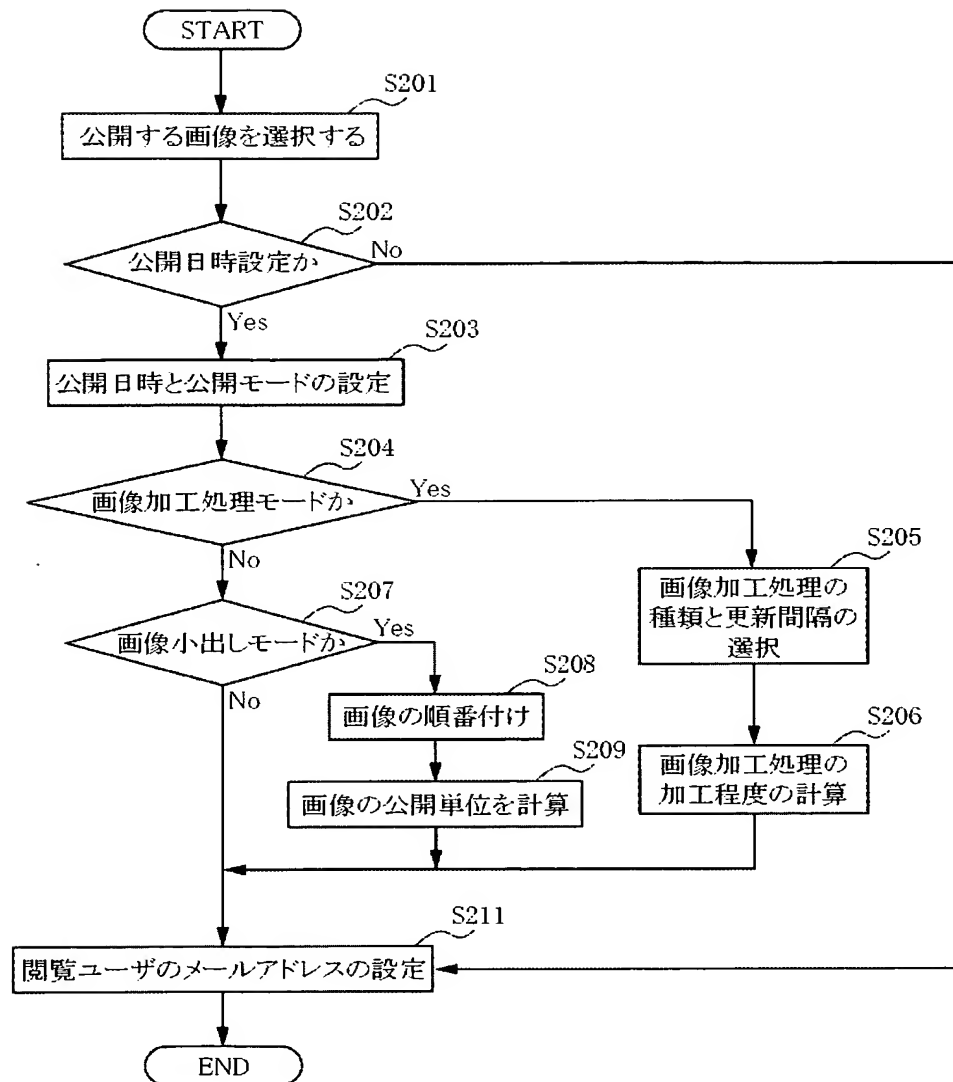 START
S201
公開する画像を選択する
S202
公開日時設定か
No
Yes
S203
公開日時と公開モードの設定
S204
画像加工処理モードか
Yes
No
S205
画像加工処理の
種類と更新間隔の
選択
S207
画像小出しモードか
Yes
No
S208
画像の順番付け
S206
画像加工処理の
加工程度の計算
S209
画像の公開単位を計算
S211
閲覧ユーザのメールアドレスの設定
END